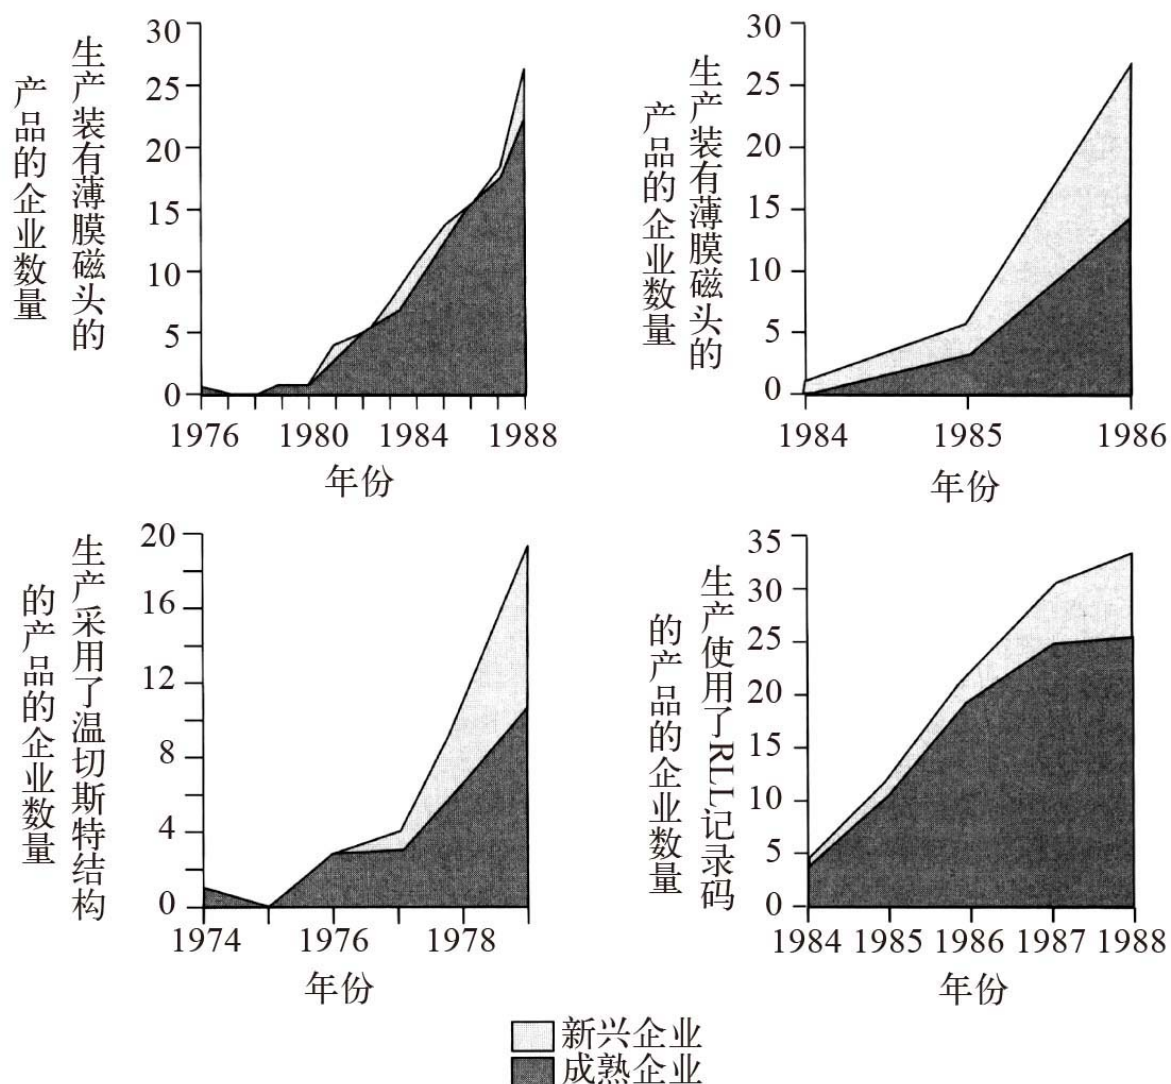 生产装有薄膜磁头的
产品的企业数量
30
25
20
15
10
5
0
1976 1980 1984 1988
年份
生产装有薄膜磁头的
产品的企业数量
30
25
20
15
10
5
0
1984 1985 1986
年份
生产采用了温切斯特结构
的产品的企业数量
20
16
12
8
4
0
1974 1976 1978
年份
生产使用了RLL记录码
的产品的企业数量
35
30
25
20
15
10
5
0
1984 1985 1986 1987 1988
年份
新兴企业
成熟企业